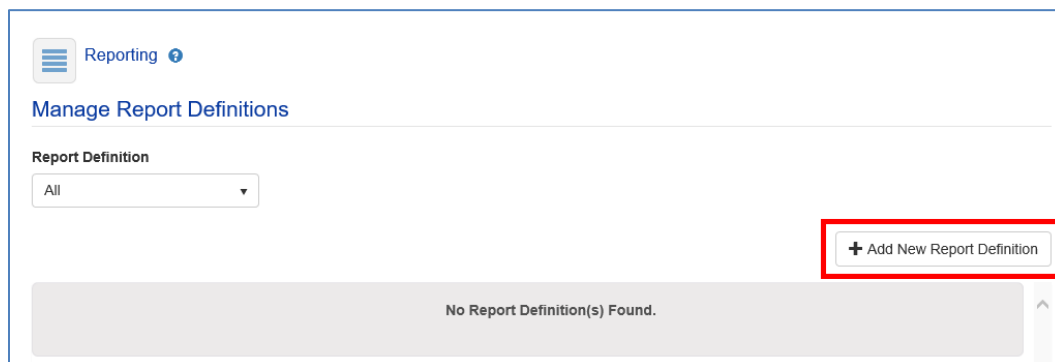 Reporting
Manage Report Definitions
Report Definition
All
Add New Report Definition
No Report Definition(s) Found.